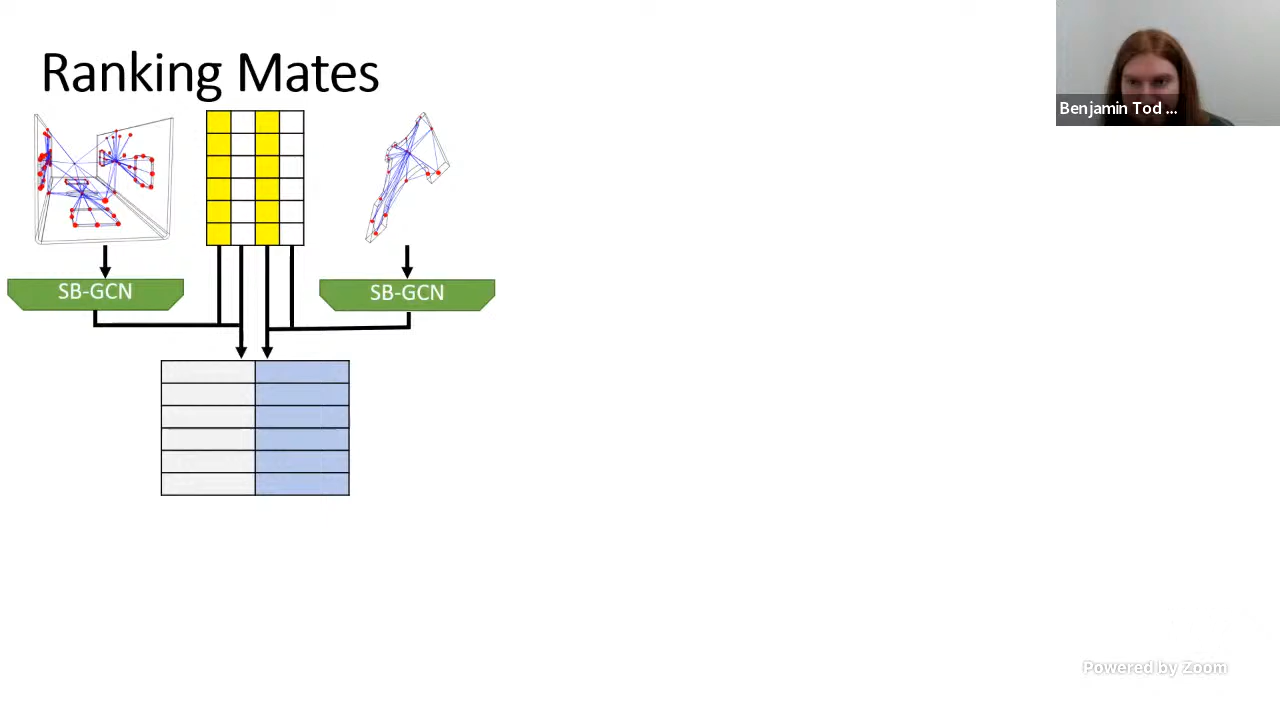 Ranking Mates
Benjamin Tod ...
SB-GCN
SB-GCN
Powered by Zoom